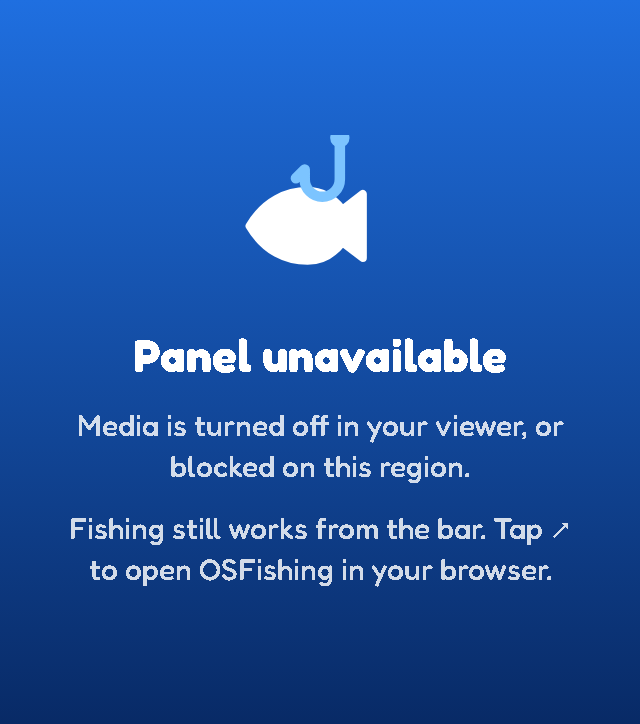 Panel unavailable
Media is turned off in your viewer, or
blocked on this region.
Fishing still works from the bar. Tap ↗
to open OSFishing in your browser.